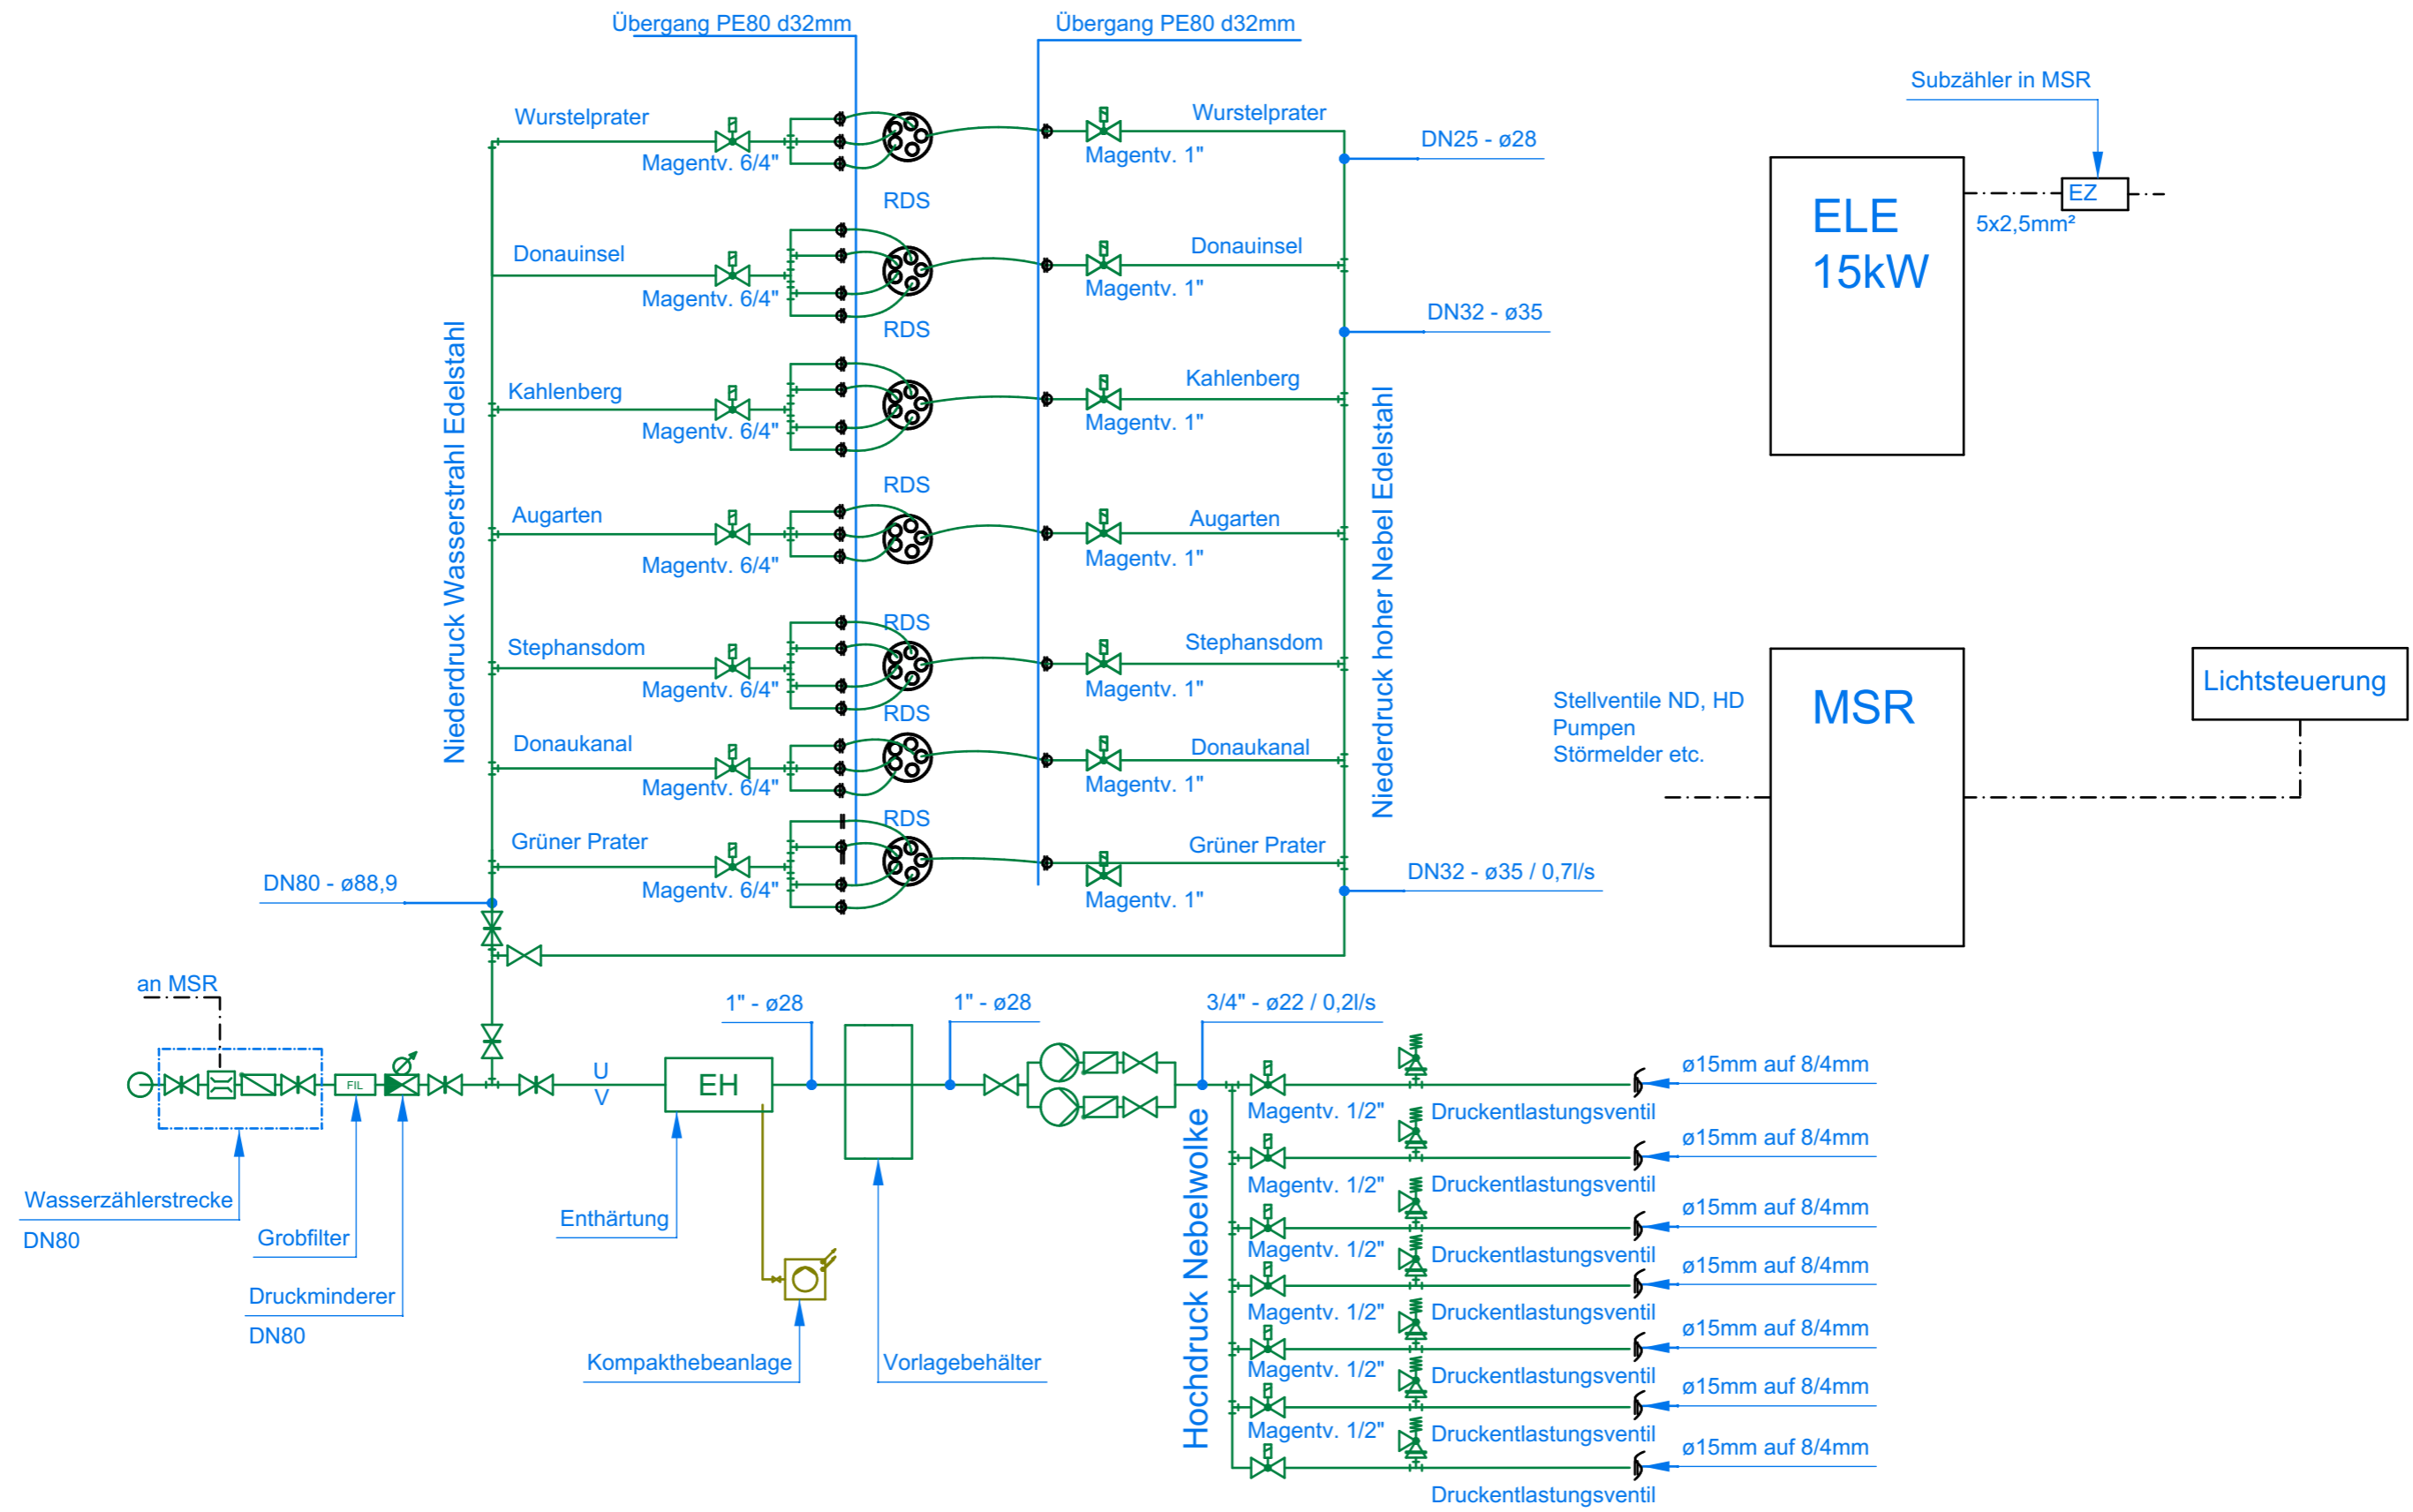 Übergang PE80 d32mm
Übergang PE80 d32mm
Subzähler in MSR
Wurstelprater
Magentv. 6/4"
Magentv. 1"
Wurstelprater
DN25 - ø28
ELE
15kW
EZ
5x2,5mm²
RDS
Donauinsel
Magentv. 6/4"
Magentv. 1"
Donauinsel
DN32 - ø35
RDS
Kahlenberg
Magentv. 6/4"
Magentv. 1"
Kahlenberg
Niederdruck Wasserstrahl Edelstahl
Niederdruck hoher Nebel Edelstahl
RDS
Augarten
Magentv. 6/4"
Magentv. 1"
Augarten
RDS
Stephansdom
Magentv. 6/4"
Magentv. 1"
Stephansdom
Stellventile ND, HD
Pumpen
Störmelder etc.
MSR
Lichtsteuerung
RDS
Donaukanal
Magentv. 6/4"
Magentv. 1"
Donaukanal
RDS
Grüner Prater
Magentv. 6/4"
Magentv. 1"
Grüner Prater
DN80 - ø88,9
DN32 - ø35 / 0,7l/s
an MSR
1" - ø28
1" - ø28
3/4" - ø22 / 0,2l/s
FIL
U
V
EH
Wasserzählerstrecke
DN80
Grobfilter
Druckminderer
DN80
Enthärtung
Kompakthebeanlage
Vorlagebehälter
Hochdruck Nebelwolke
ø15mm auf 8/4mm
Magentv. 1/2"
Druckentlastungsventil
ø15mm auf 8/4mm
Magentv. 1/2"
Druckentlastungsventil
ø15mm auf 8/4mm
Magentv. 1/2"
Druckentlastungsventil
ø15mm auf 8/4mm
Magentv. 1/2"
Druckentlastungsventil
ø15mm auf 8/4mm
Magentv. 1/2"
Druckentlastungsventil
ø15mm auf 8/4mm
Magentv. 1/2"
Druckentlastungsventil
ø15mm auf 8/4mm
Druckentlastungsventil